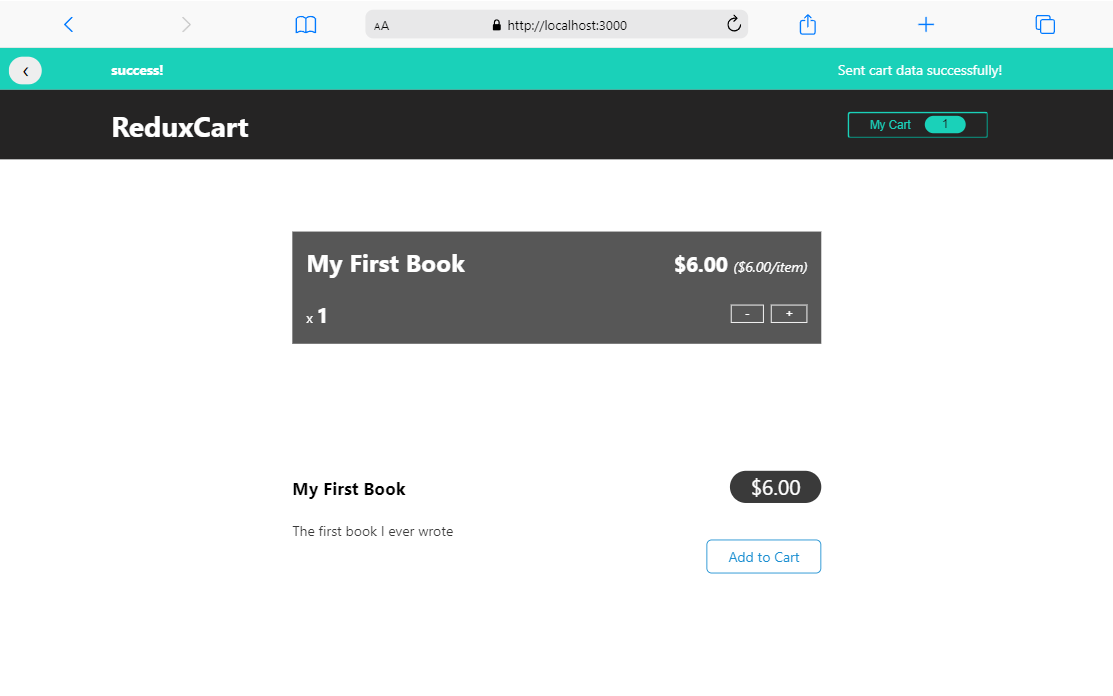 AA http://localhost:3000
‹ success! Sent cart data successfully!
ReduxCart My Cart 1
My First Book $6.00 ($6.00/item)
x 1 - +
My First Book $6.00
The first book I ever wrote
Add to Cart